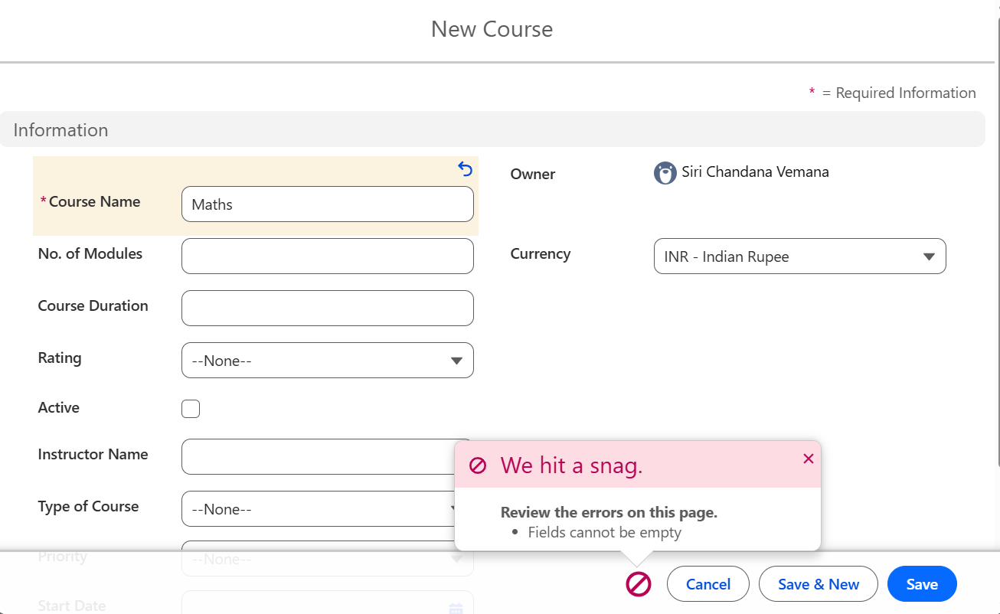 New Course
* = Required Information
Information
*Course Name
Maths
Owner
Siri Chandana Vemana
No. of Modules
Currency
INR - Indian Rupee
Course Duration
Rating
--None--
Active
Instructor Name
Type of Course
--None--
Priority
--None--
Start Date
We hit a snag.
Review the errors on this page.
• Fields cannot be empty
Cancel
Save & New
Save